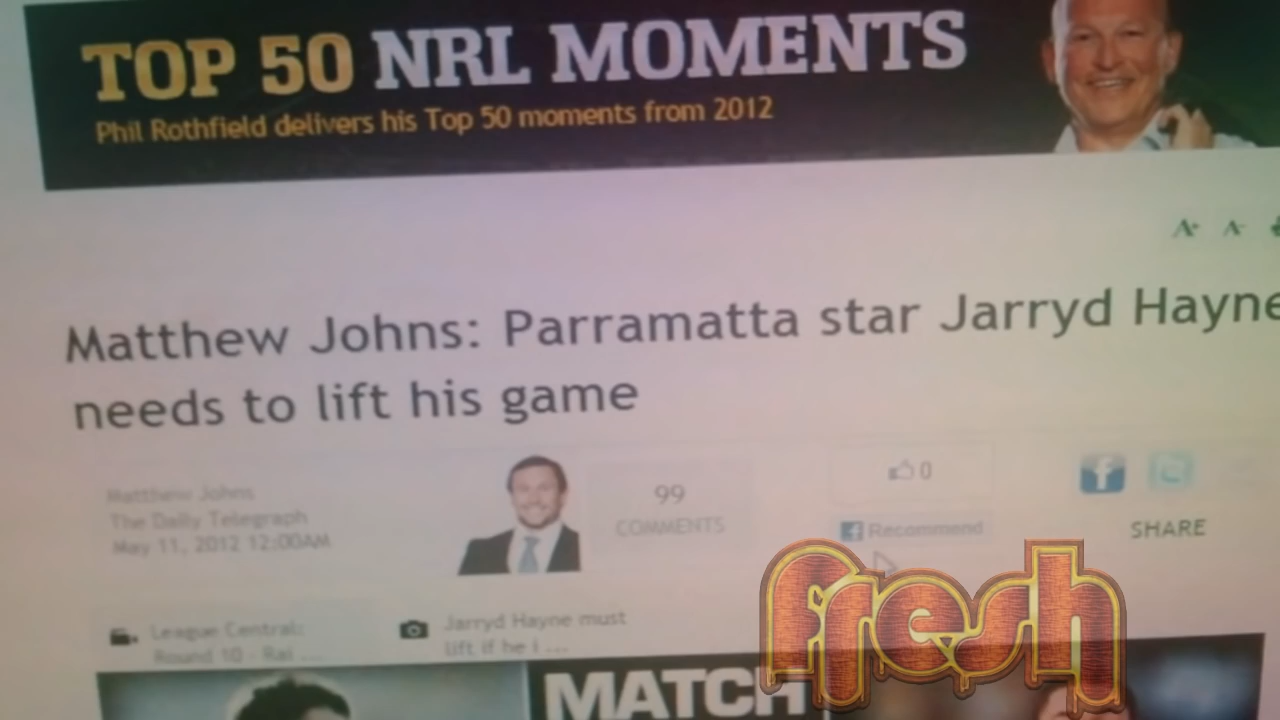 TOP 50 NRL MOMENTS
Phil Rothfield delivers his Top 50 moments from 2012
A+ A-
Matthew Johns: Parramatta star Jarryd Hayne
needs to lift his game
Matthew Johns
The Daily Telegraph
May 11, 2012 12:00AM
99
COMMENTS
0
Recommend
SHARE
League Central:
Round 10 - Rai ...
Jarryd Hayne must
lift if he i ...
MATCH
fresh